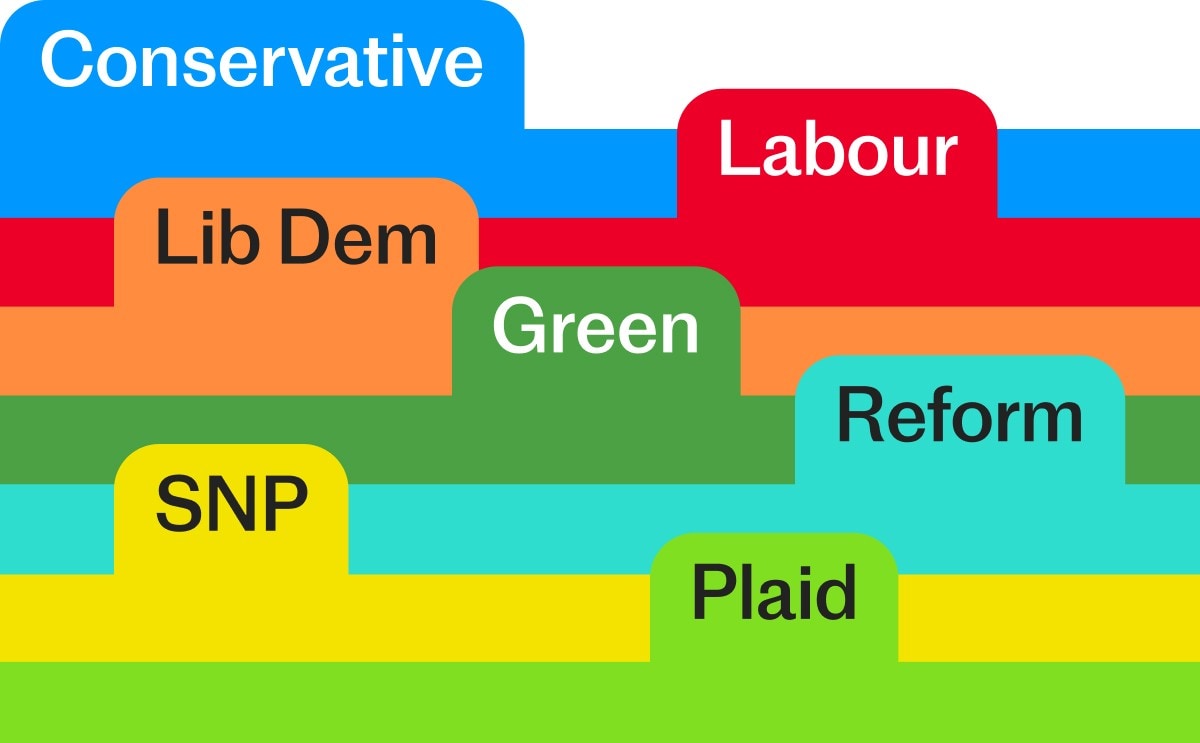 Conservative
Labour
Lib Dem
Green
Reform
SNP
Plaid